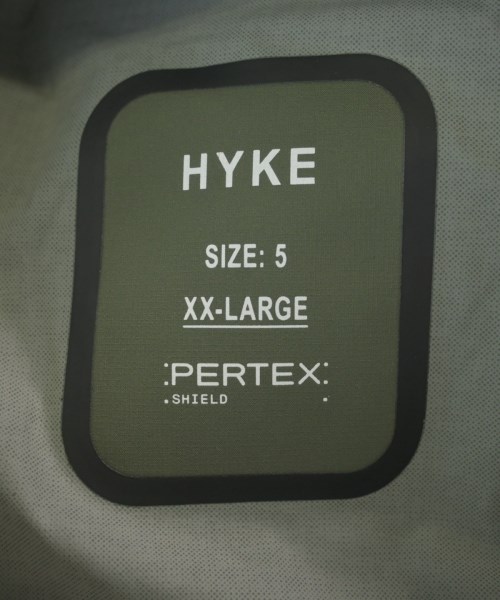 HYKE
SIZE: 5
XX-LARGE
PERTEX
SHIELD